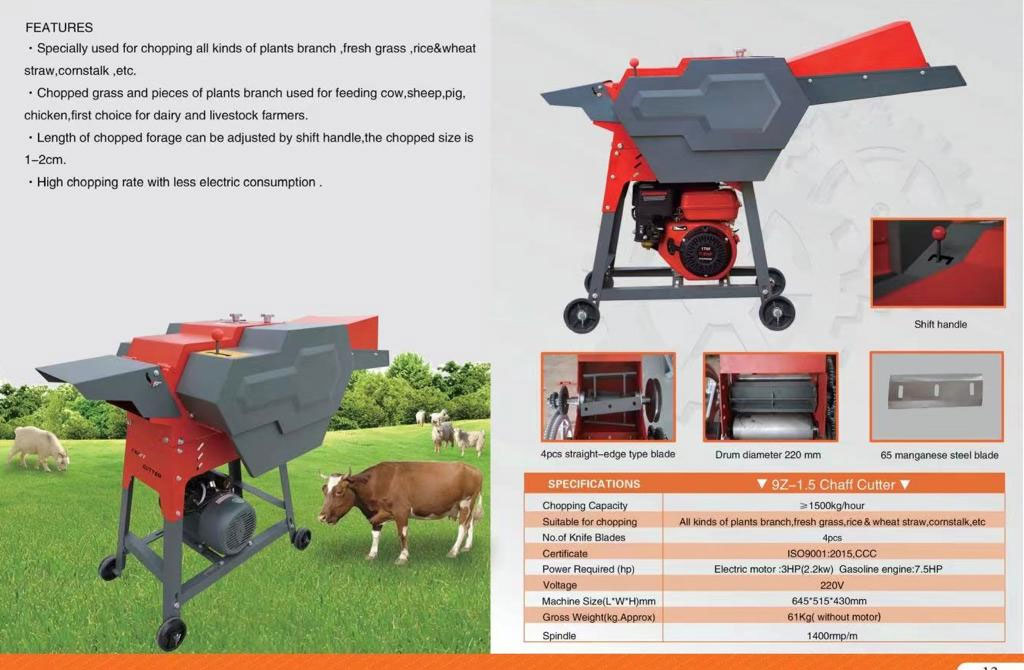 FEATURES
・Specially used for chopping all kinds of plants branch ,fresh grass ,rice&wheat
straw,cornstalk ,etc.
・Chopped grass and pieces of plants branch used for feeding cow,sheep,pig,
chicken,first choice for dairy and livestock farmers.
・Length of chopped forage can be adjusted by shift handle,the chopped size is
1–2cm.
・High chopping rate with less electric consumption .
CHAFF
CUTTER
170F
7.5HP
Shift handle
4pcs straight–edge type blade
Drum diameter 220 mm
65 manganese steel blade
SPECIFICATIONS ▼ 9Z–1.5 Chaff Cutter ▼
Chopping Capacity ≥1500kg/hour
Suitable for chopping All kinds of plants branch,fresh grass,rice & wheat straw,cornstalk,etc
No.of Knife Blades 4pcs
Certificate ISO9001:2015,CCC
Power Required (hp) Electric motor :3HP(2.2kw) Gasoline engine:7.5HP
Voltage 220V
Machine Size(L*W*H)mm 645*515*430mm
Gross Weight(kg.Approx) 61Kg( without motor)
Spindle 1400rmp/m